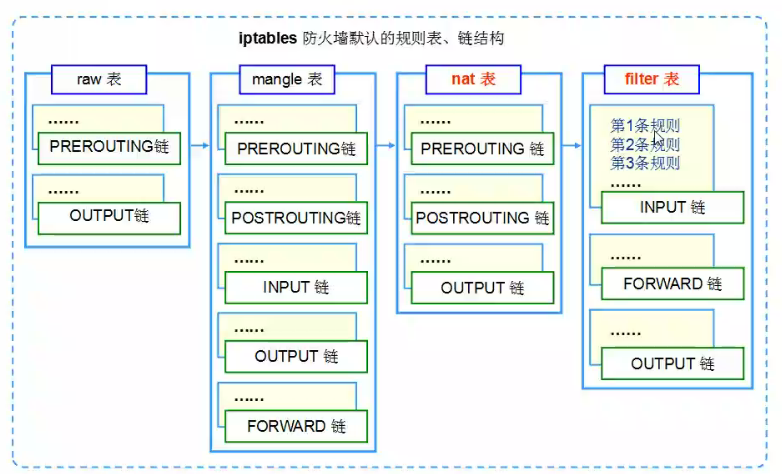 iptables 防火墙默认的规则表、链结构
raw 表
......
PREROUTING链
......
OUTPUT链
mangle 表
......
PREROUTING链
......
POSTROUTING链
......
INPUT 链
......
OUTPUT 链
......
FORWARD 链
nat 表
......
PREROUTING 链
......
POSTROUTING 链
......
OUTPUT 链
filter 表
第1条规则
第2条规则
第3条规则
......
INPUT 链
......
FORWARD 链
......
OUTPUT 链